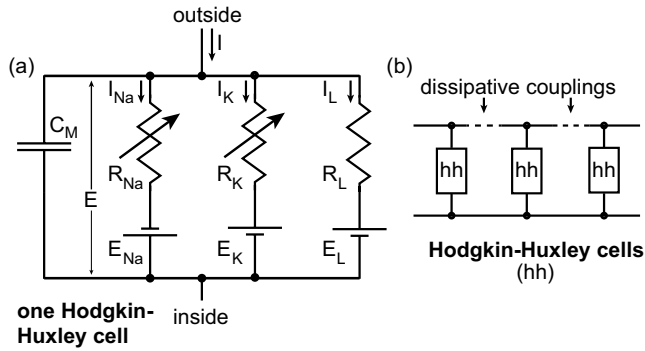 outside
I
(a)
I_Na
I_K
I_L
C_M
E
R_Na
R_K
R_L
E_Na
E_K
E_L
one Hodgkin-
Huxley cell
inside
(b)
dissipative couplings
hh
hh
hh
Hodgkin-Huxley cells
(hh)